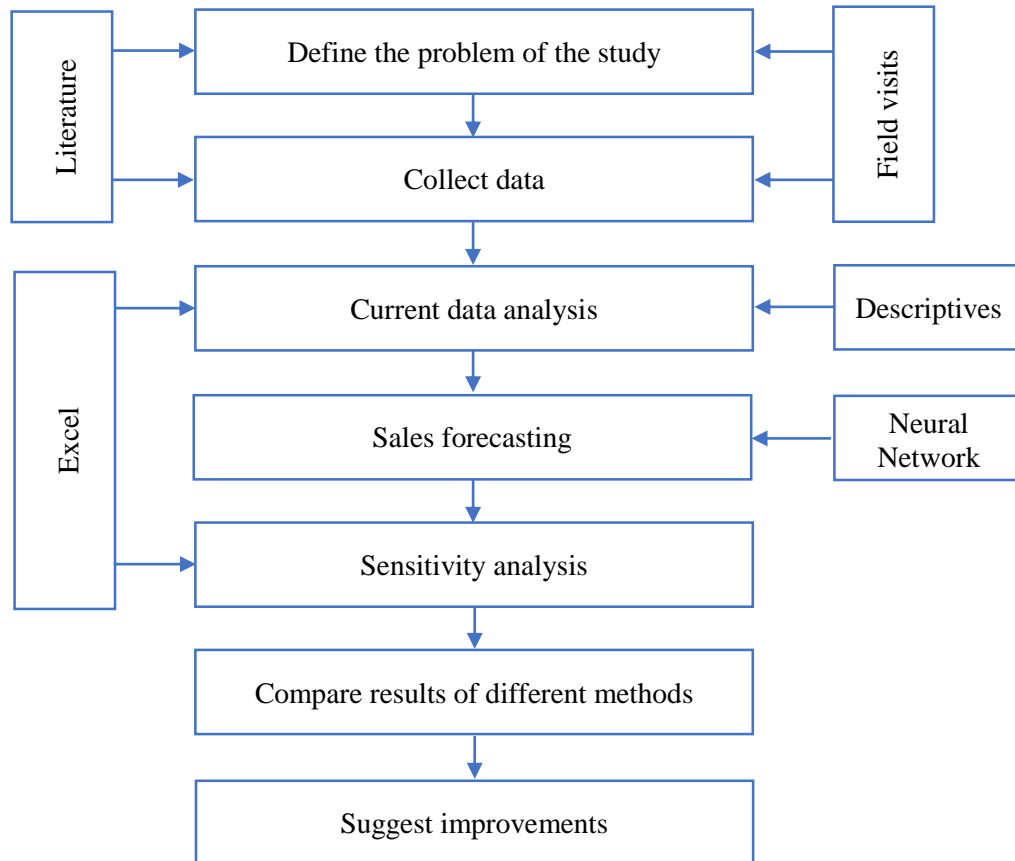 Literature
Define the problem of the study
Field visits
Collect data
Excel
Current data analysis
Descriptives
Sales forecasting
Neural
Network
Sensitivity analysis
Compare results of different methods
Suggest improvements